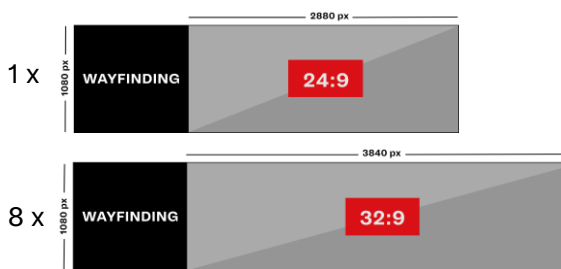 2880 px
1 x
1080 px
WAYFINDING
24:9
3840 px
8 x
1080 px
WAYFINDING
32:9